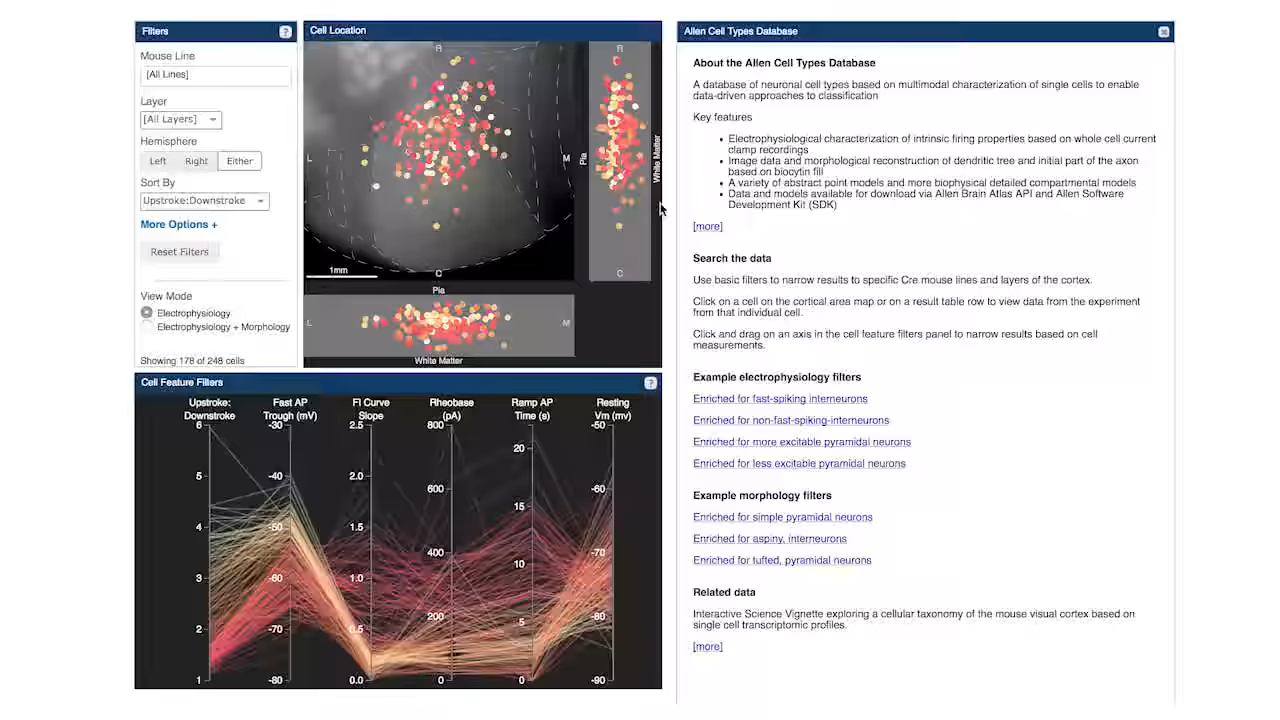 Filters
?
Mouse Line
[All Lines]
Layer
[All Layers]
Hemisphere
Left Right Either
Sort By
Upstroke:Downstroke
More Options +
Reset Filters
View Mode
Electrophysiology
Electrophysiology + Morphology
Showing 178 of 248 cells
Cell Location
R
L
M
C
1mm
R
Pia
White Matter
C
Pia
L
M
White Matter
Cell Feature Filters
?
Upstroke: Fast AP FI Curve Rheobase Ramp AP Resting
Downstroke Trough (mV) Slope (pA) Time (s) Vm (mv)
6 -30 2.5 800 -50
20
5 -40 2.0
600 -60
15
4 -50 1.5
400 -70
10
3 -60 1.0
200 -80
5
2 -70 0.5
1 -80 0.0 0 0 -90
Allen Cell Types Database
About the Allen Cell Types Database
A database of neuronal cell types based on multimodal characterization of single cells to enable
data-driven approaches to classification
Key features
• Electrophysiological characterization of intrinsic firing properties based on whole cell current
clamp recordings
• Image data and morphological reconstruction of dendritic tree and initial part of the axon
based on biocytin fill
• A variety of abstract point models and more biophysical detailed compartmental models
• Data and models available for download via Allen Brain Atlas API and Allen Software
Development Kit (SDK)
[more]
Search the data
Use basic filters to narrow results to specific Cre mouse lines and layers of the cortex.
Click on a cell on the cortical area map or on a result table row to view data from the experiment
from that individual cell.
Click and drag on an axis in the cell feature filters panel to narrow results based on cell
measurements.
Example electrophysiology filters
Enriched for fast-spiking interneurons
Enriched for non-fast-spiking-interneurons
Enriched for more excitable pyramidal neurons
Enriched for less excitable pyramidal neurons
Example morphology filters
Enriched for simple pyramidal neurons
Enriched for aspiny, interneurons
Enriched for tufted, pyramidal neurons
Related data
Interactive Science Vignette exploring a cellular taxonomy of the mouse visual cortex based on
single cell transcriptomic profiles.
[more]